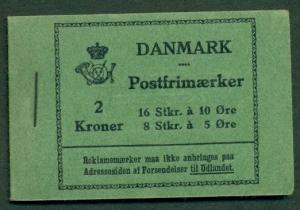 DANMARK
Postfrimærker
2 Kroner
16 Stkr. à 10 Øre
8 Stkr. à 5 Øre
Reklamemærker maa ikke anbringes paa
Adressesiden af Forsendelser til Udlandet.